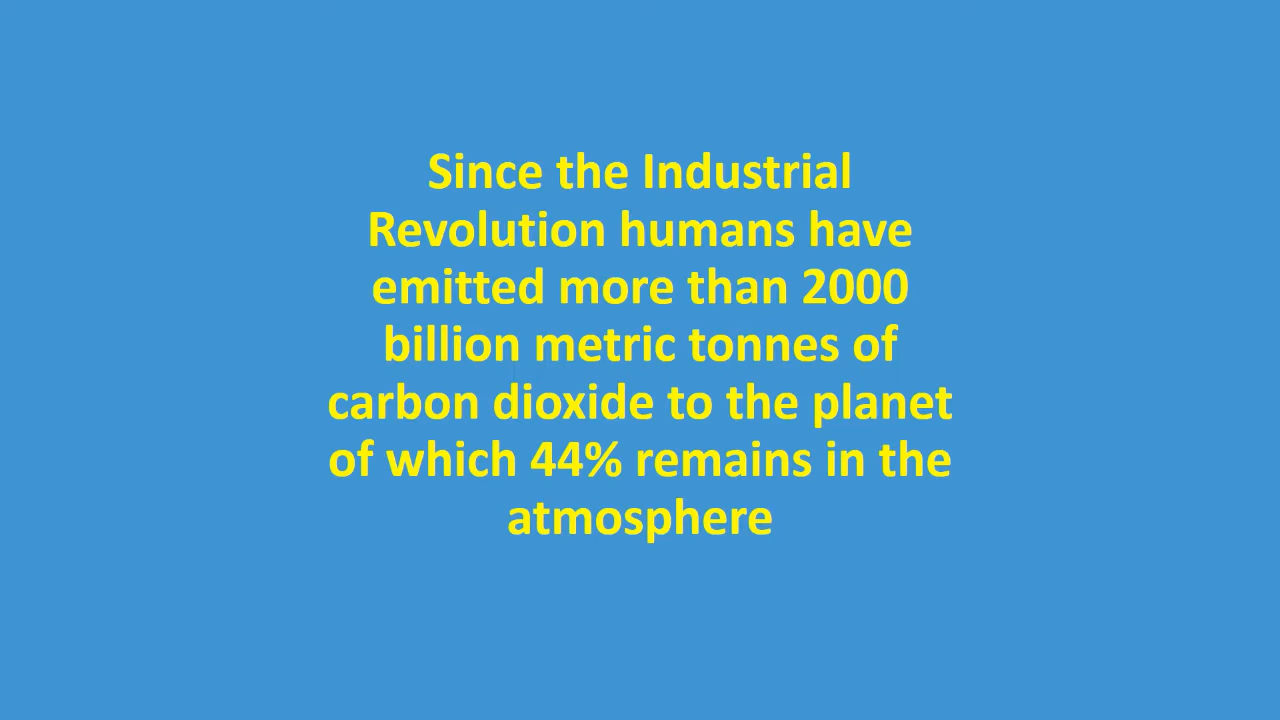 Since the Industrial
Revolution humans have
emitted more than 2000
billion metric tonnes of
carbon dioxide to the planet
of which 44% remains in the
atmosphere